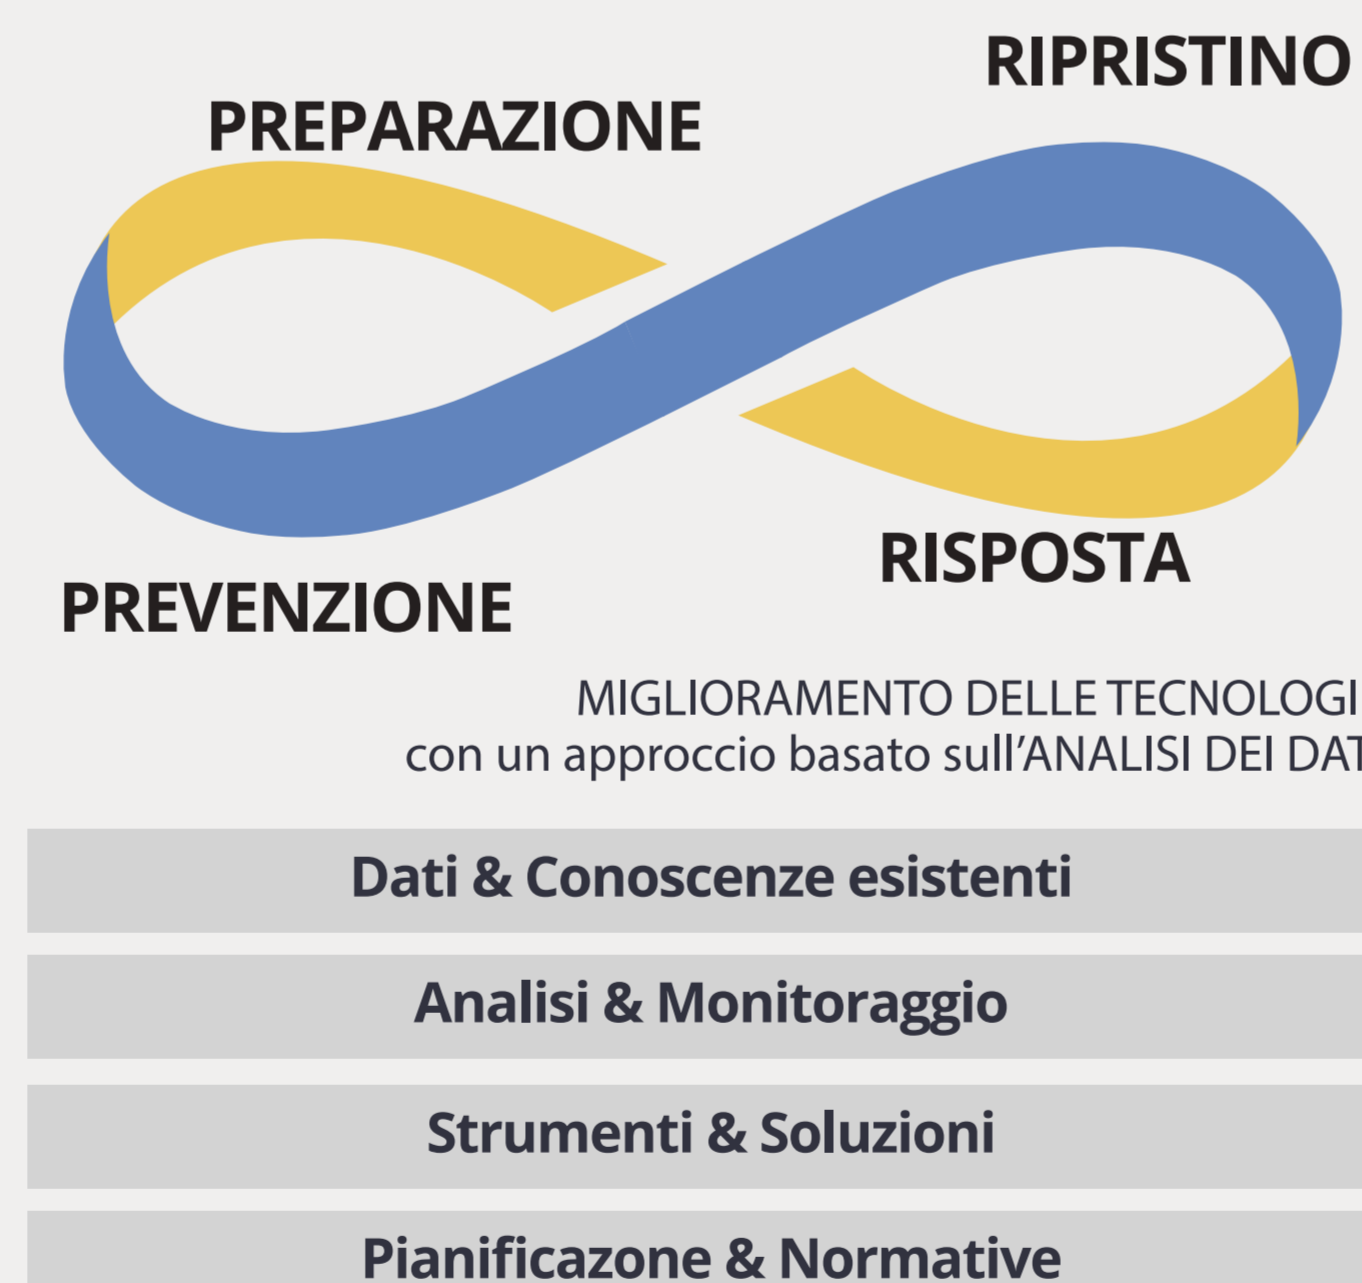 RIPRISTINO
PREPARAZIONE
RISPOSTA
PREVENZIONE
MIGLIORAMENTO DELLE TECNOLOGI
con un approccio basato sull’ANALISI DEI DAT
Dati & Conoscenze esistenti
Analisi & Monitoraggio
Strumenti & Soluzioni
Pianificazone & Normative